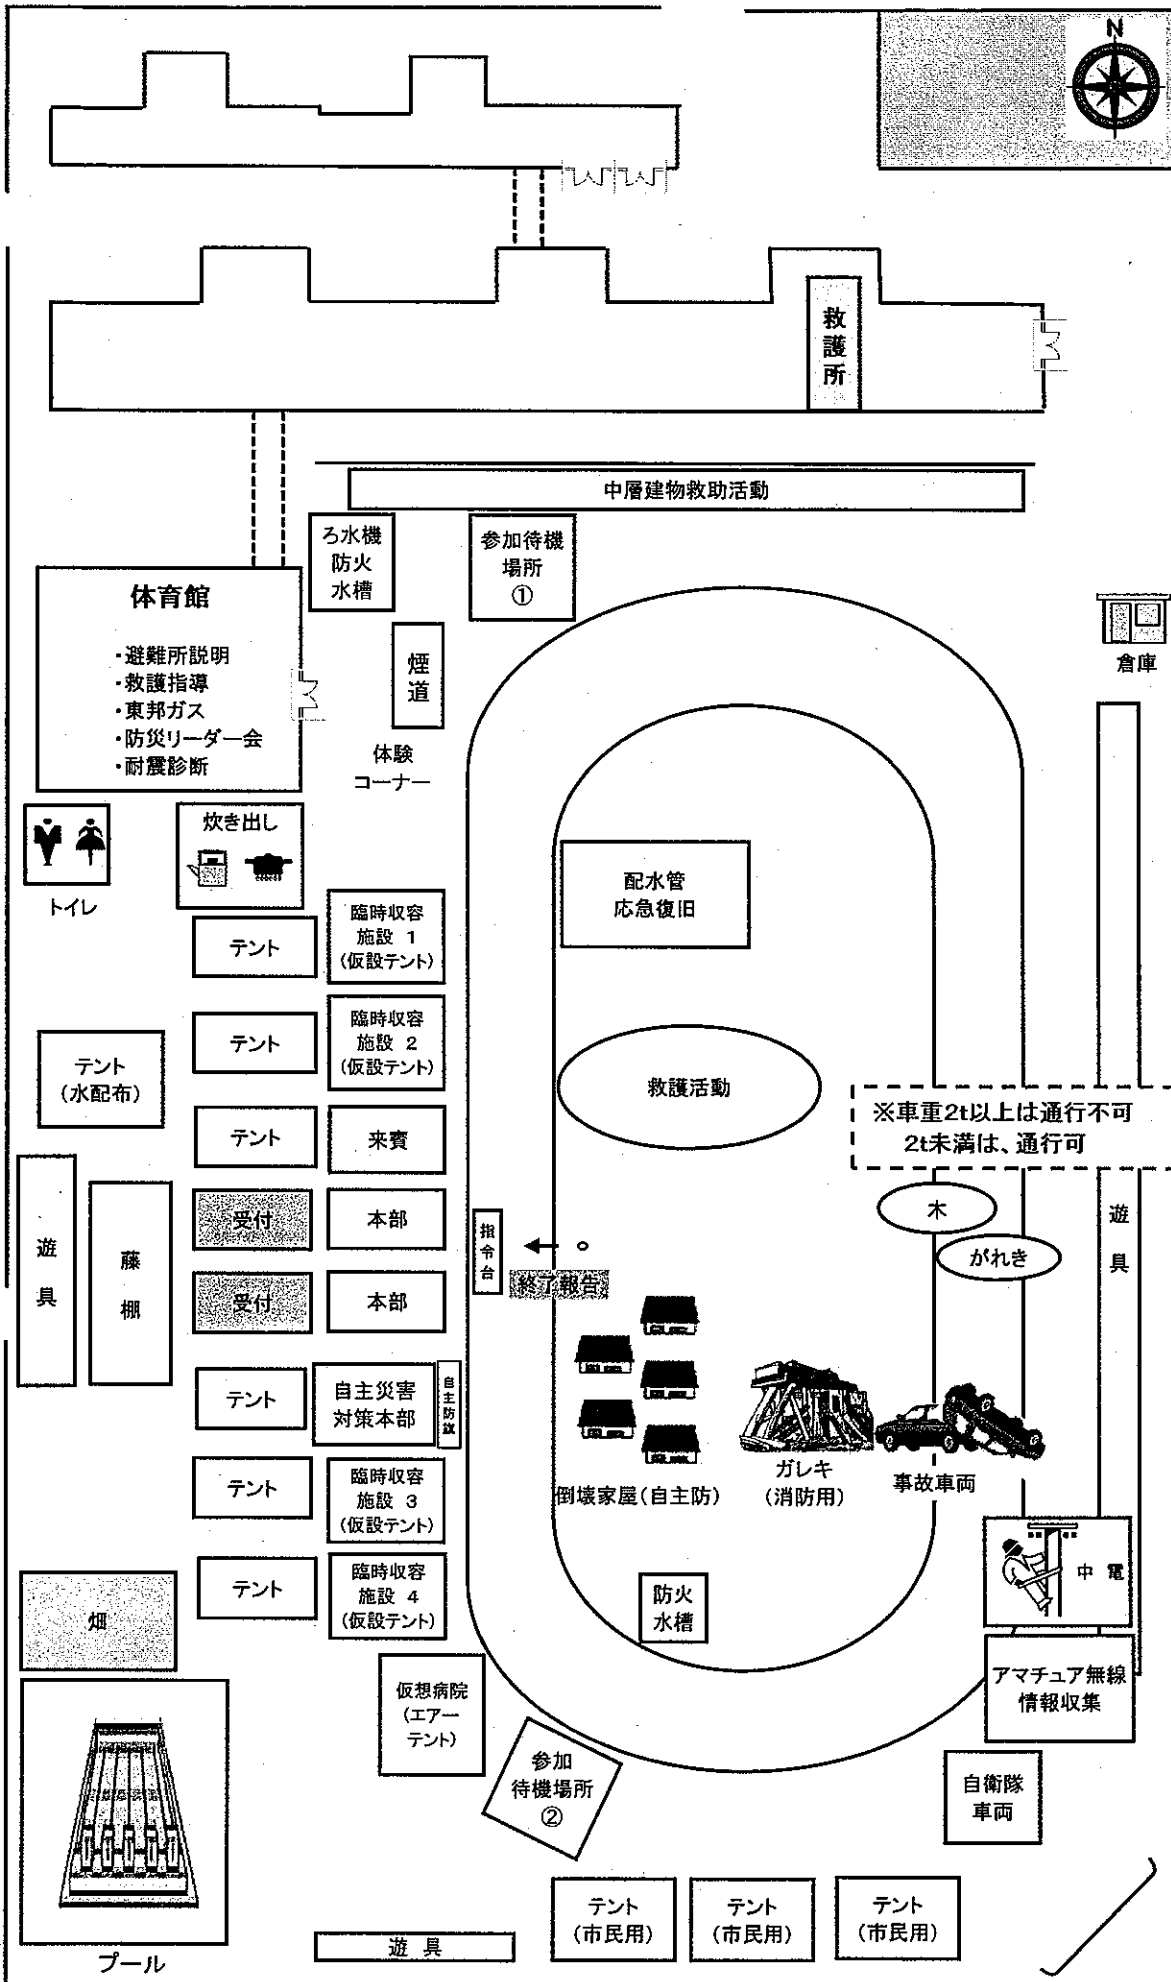 N
救
護
所
中層建物救助活動
ろ水機
防火
水槽
参加待機
場所
①
体育館
・避難所説明
・救護指導
・東邦ガス
・防災リーダー会
・耐震診断
煙
道
体験
コーナー
倉庫
トイレ
炊き出し
テント
臨時収容
施設 1
(仮設テント)
配水管
応急復旧
テント
臨時収容
施設 2
(仮設テント)
テント
(水配布)
救護活動
※車重2t以上は通行不可
2t未満は、通行可
テント
来賓
受付
本部
指
令
台
終了報告
木
がれき
遊
具
遊
具
藤
棚
受付
本部
テント
自主災害
対策本部
自
主
防
旗
倒壊家屋(自主防)
ガレキ
(消防用)
事故車両
テント
臨時収容
施設 3
(仮設テント)
テント
臨時収容
施設 4
(仮設テント)
中 電
防火
水槽
畑
アマチュア無線
情報収集
仮想病院
(エアー
テント)
参加
待機場所
②
自衛隊
車両
テント
(市民用)
テント
(市民用)
テント
(市民用)
遊 具
プール